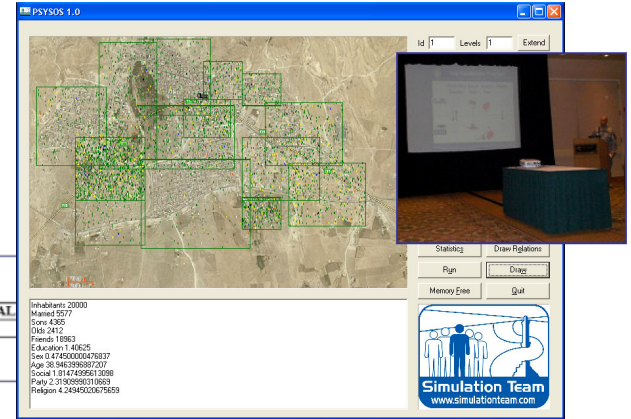 PSYSOS 1.0
Id 1 Levels 1 Extend
Statistics Draw Relations
Run Draw
Memory Free Quit
AL
Inhabitants 20000
Married 5577
Sons 4365
Olds 2412
Friends 18963
Education 1.40625
Sex 0.474500000476837
Age 38.9463996887207
Social 1.81474995613098
Party 2.31909990310669
Religion 4.24945020675659
Simulation Team
www.simulationteam.com